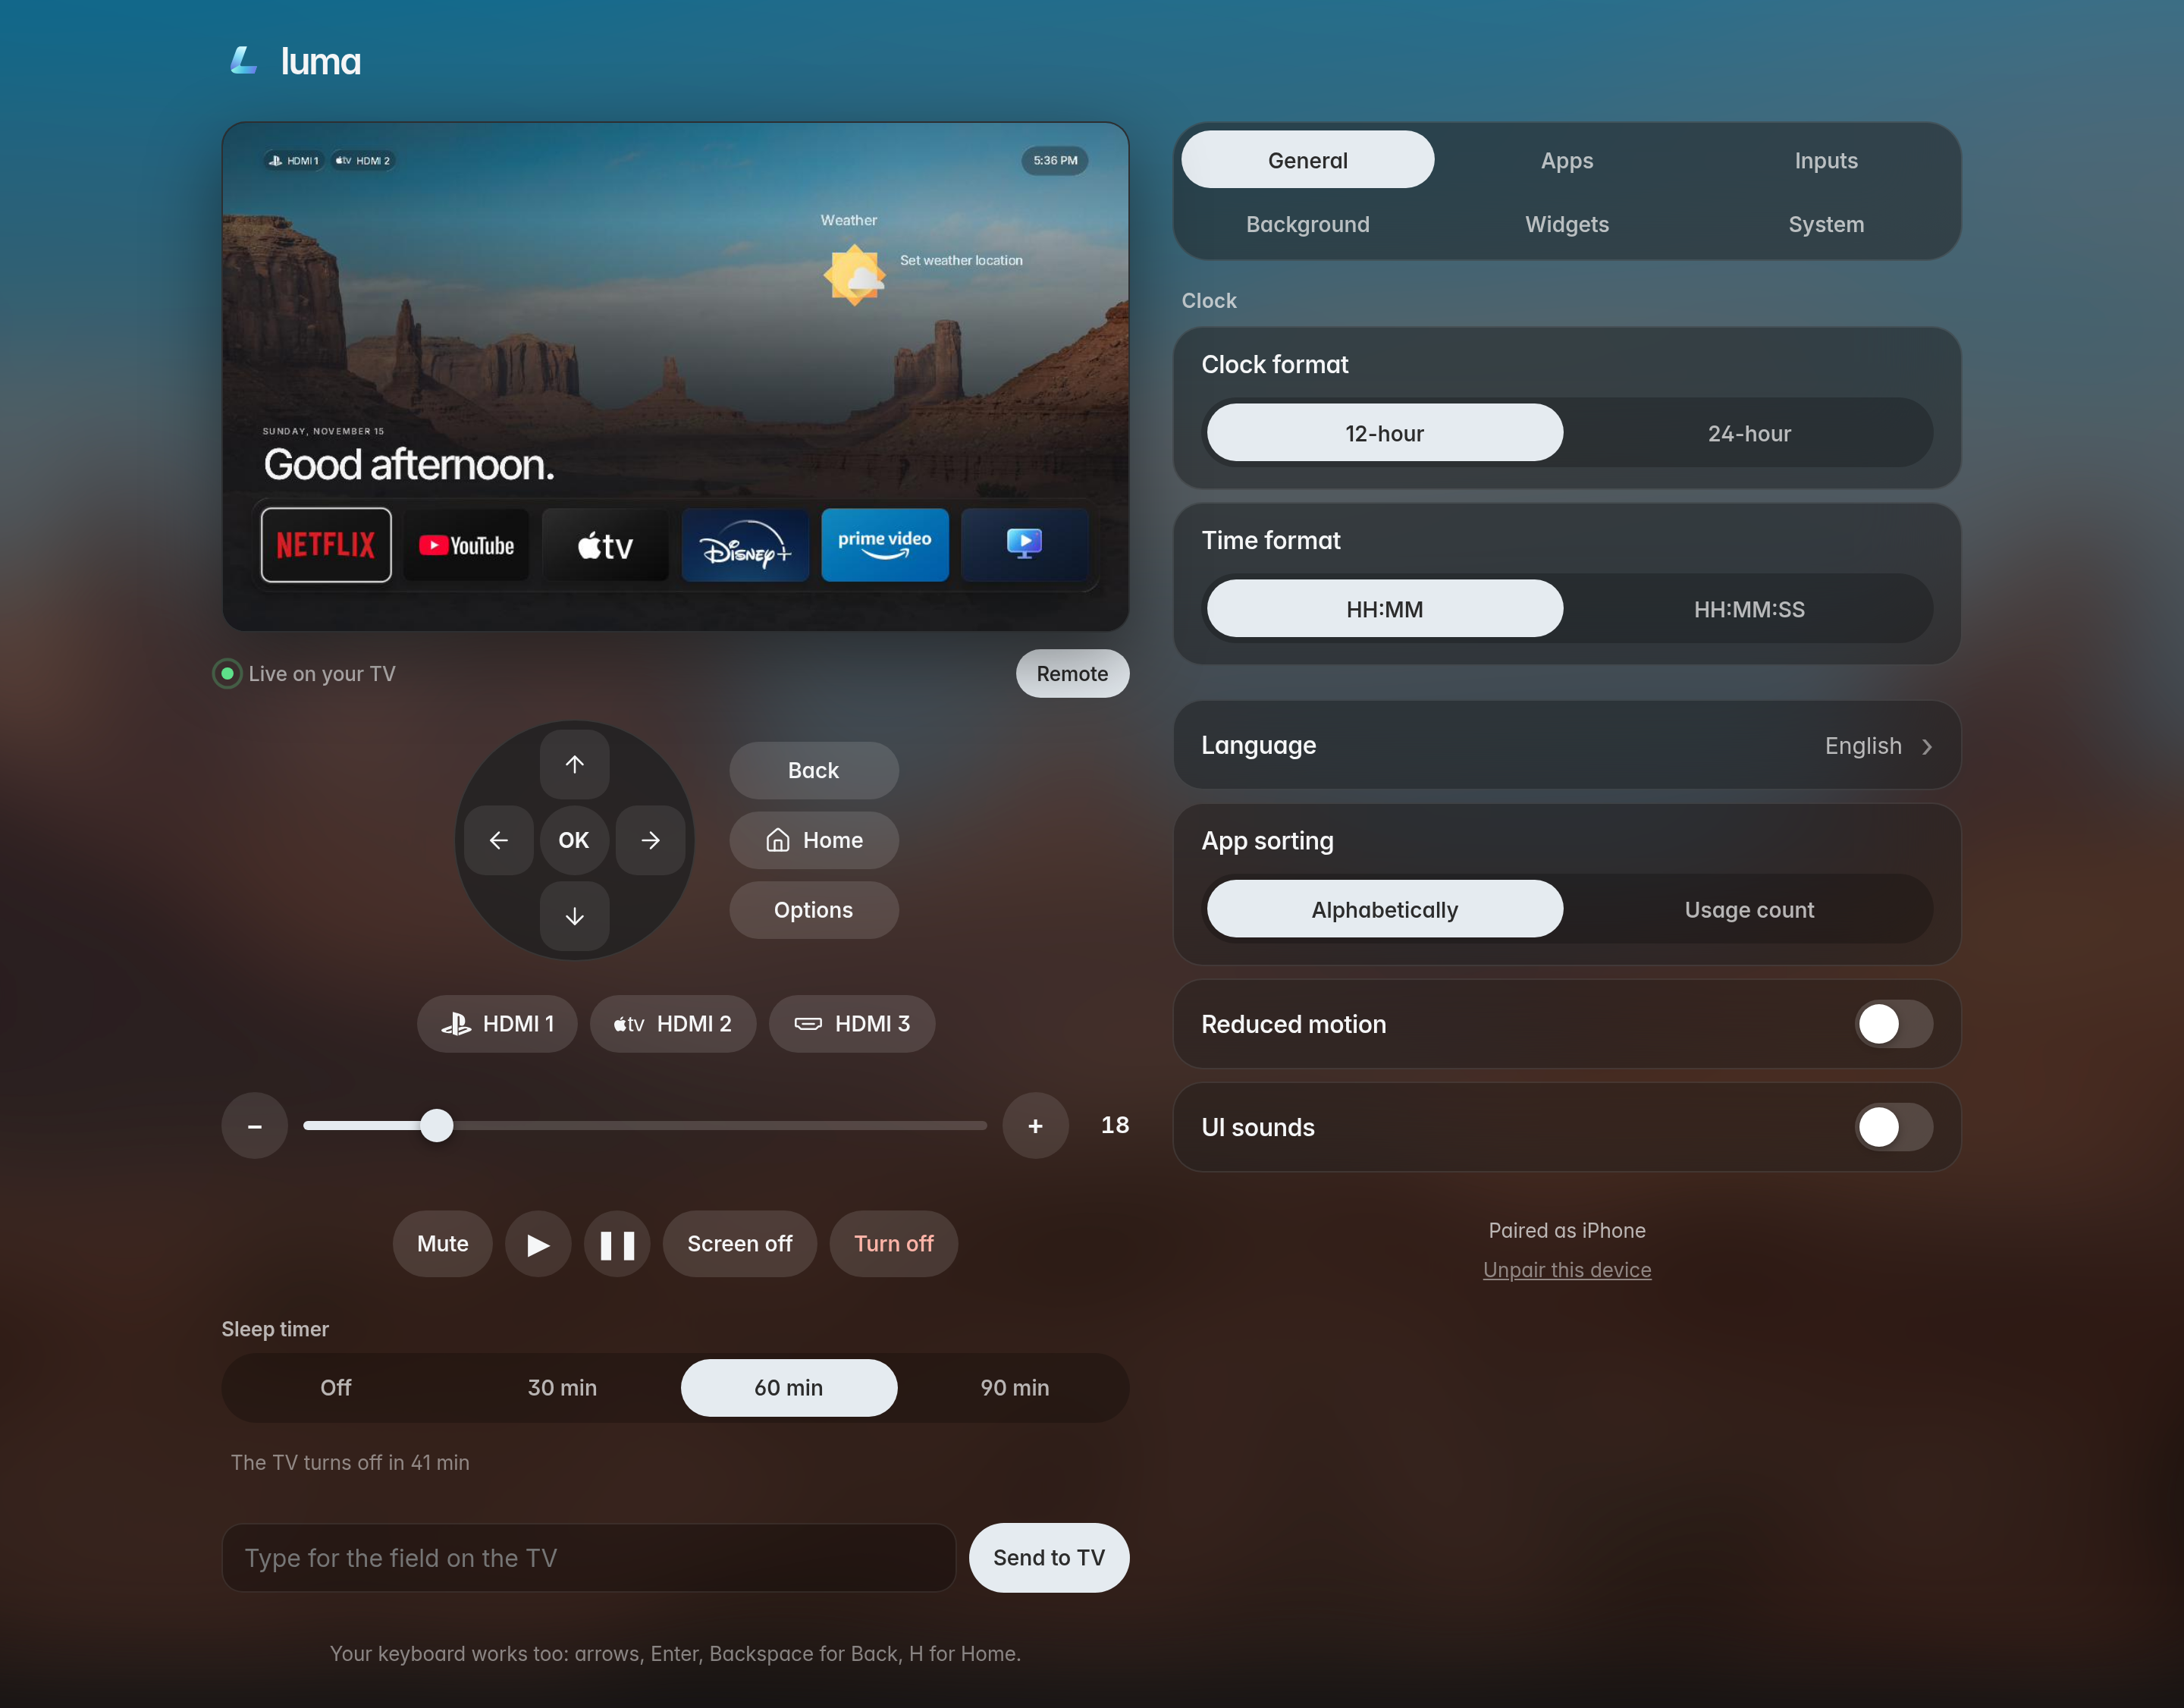 luma
HDMI 1
tv HDMI 2
5:36 PM
Weather
Set weather location
SUNDAY, NOVEMBER 15
Good afternoon.
NETFLIX
YouTube
tv
Disney+
prime video
Live on your TV
Remote
OK
Back
Home
Options
HDMI 1
tv HDMI 2
HDMI 3
18
Mute
Screen off
Turn off
Sleep timer
Off
30 min
60 min
90 min
The TV turns off in 41 min
Type for the field on the TV
Send to TV
Your keyboard works too: arrows, Enter, Backspace for Back, H for Home.
General
Apps
Inputs
Background
Widgets
System
Clock
Clock format
12-hour
24-hour
Time format
HH:MM
HH:MM:SS
Language
English
App sorting
Alphabetically
Usage count
Reduced motion
UI sounds
Paired as iPhone
Unpair this device